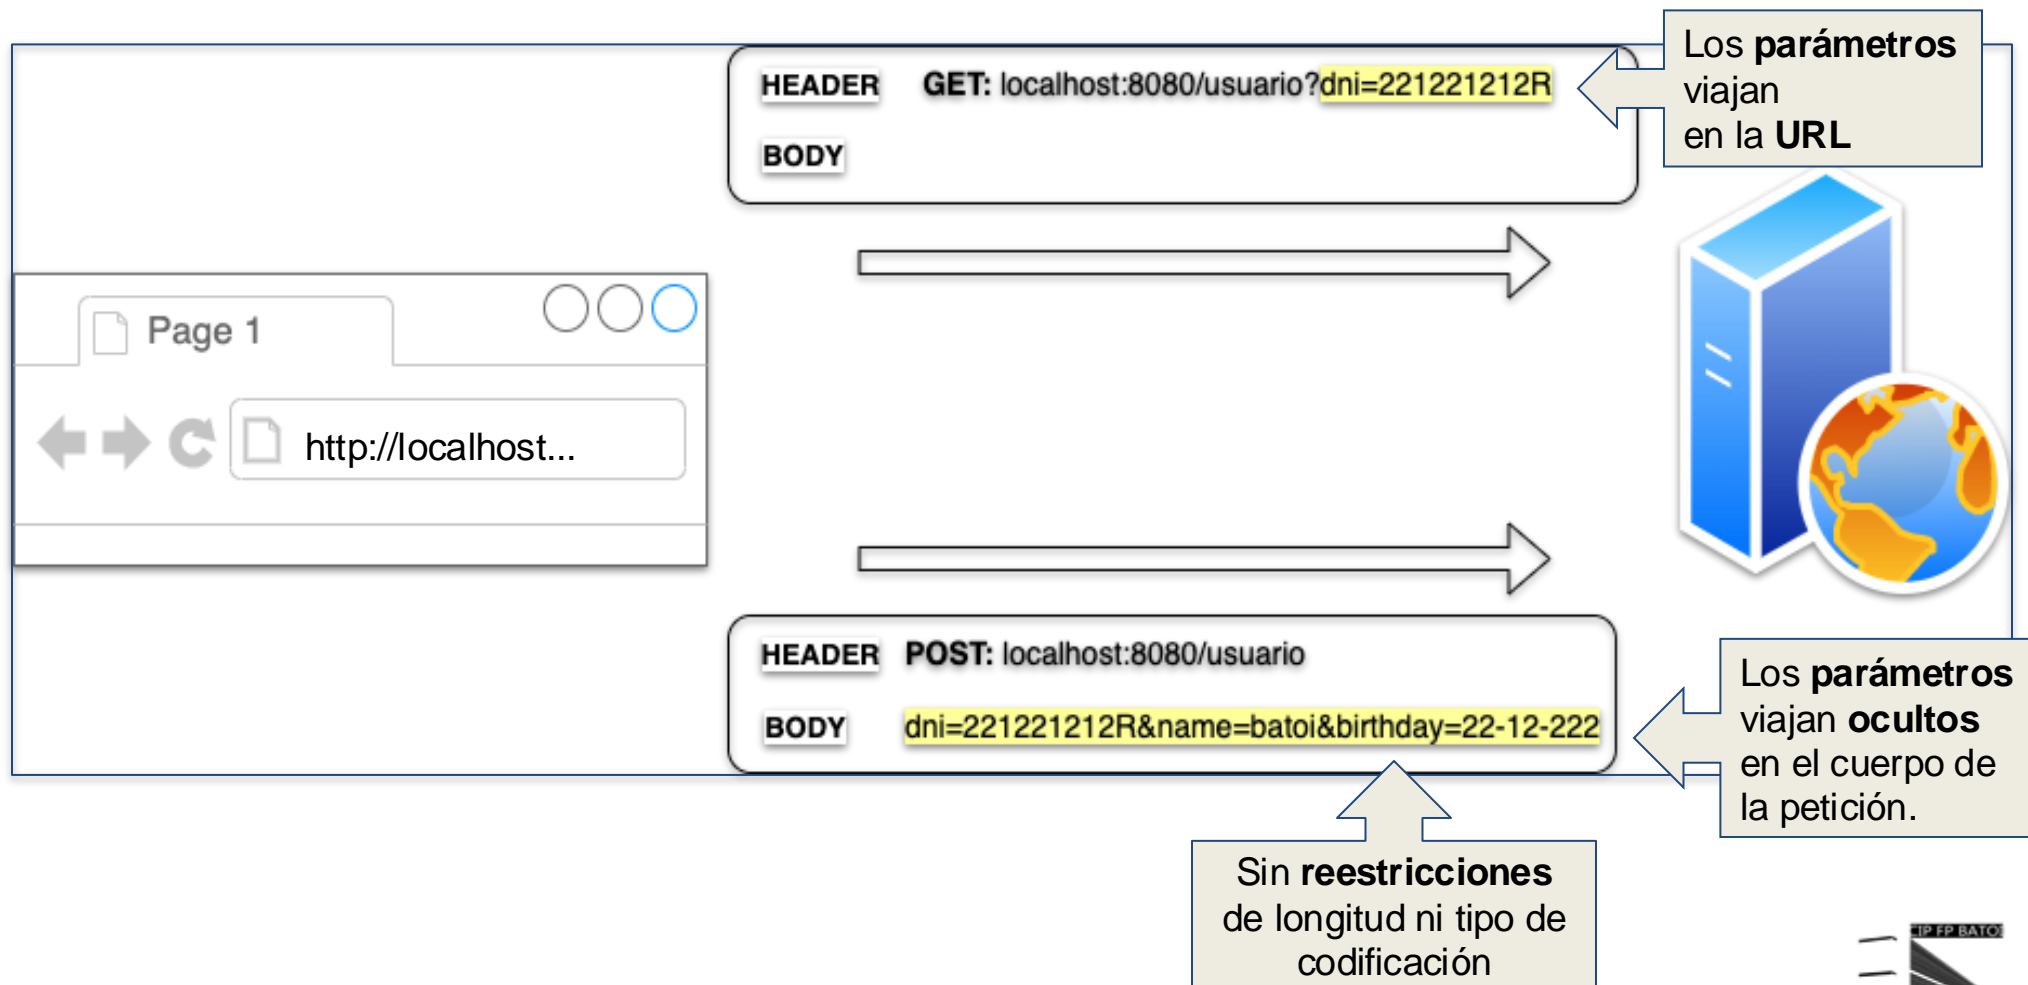 HEADER GET: localhost:8080/usuario?dni=221221212R
BODY
Los parámetros
viajan
en la URL
Page 1
http://localhost...
HEADER POST: localhost:8080/usuario
BODY dni=221221212R&name=batoi&birthday=22-12-222
Los parámetros
viajan ocultos
en el cuerpo de
la petición.
Sin reestricciones
de longitud ni tipo de
codificación
IP FP BATOI